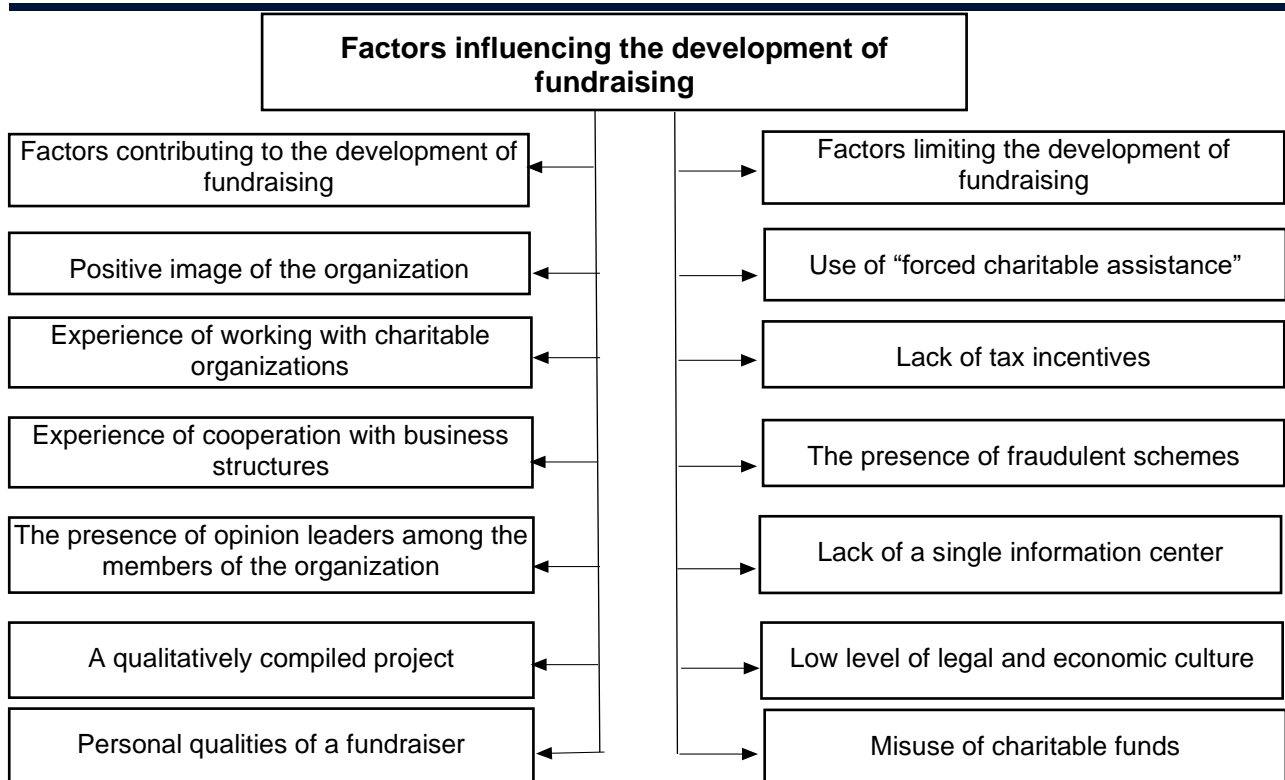 Factors influencing the development of
fundraising
Factors contributing to the development of
fundraising
Positive image of the organization
Experience of working with charitable
organizations
Experience of cooperation with business
structures
The presence of opinion leaders among the
members of the organization
A qualitatively compiled project
Personal qualities of a fundraiser
Factors limiting the development of
fundraising
Use of “forced charitable assistance”
Lack of tax incentives
The presence of fraudulent schemes
Lack of a single information center
Low level of legal and economic culture
Misuse of charitable funds